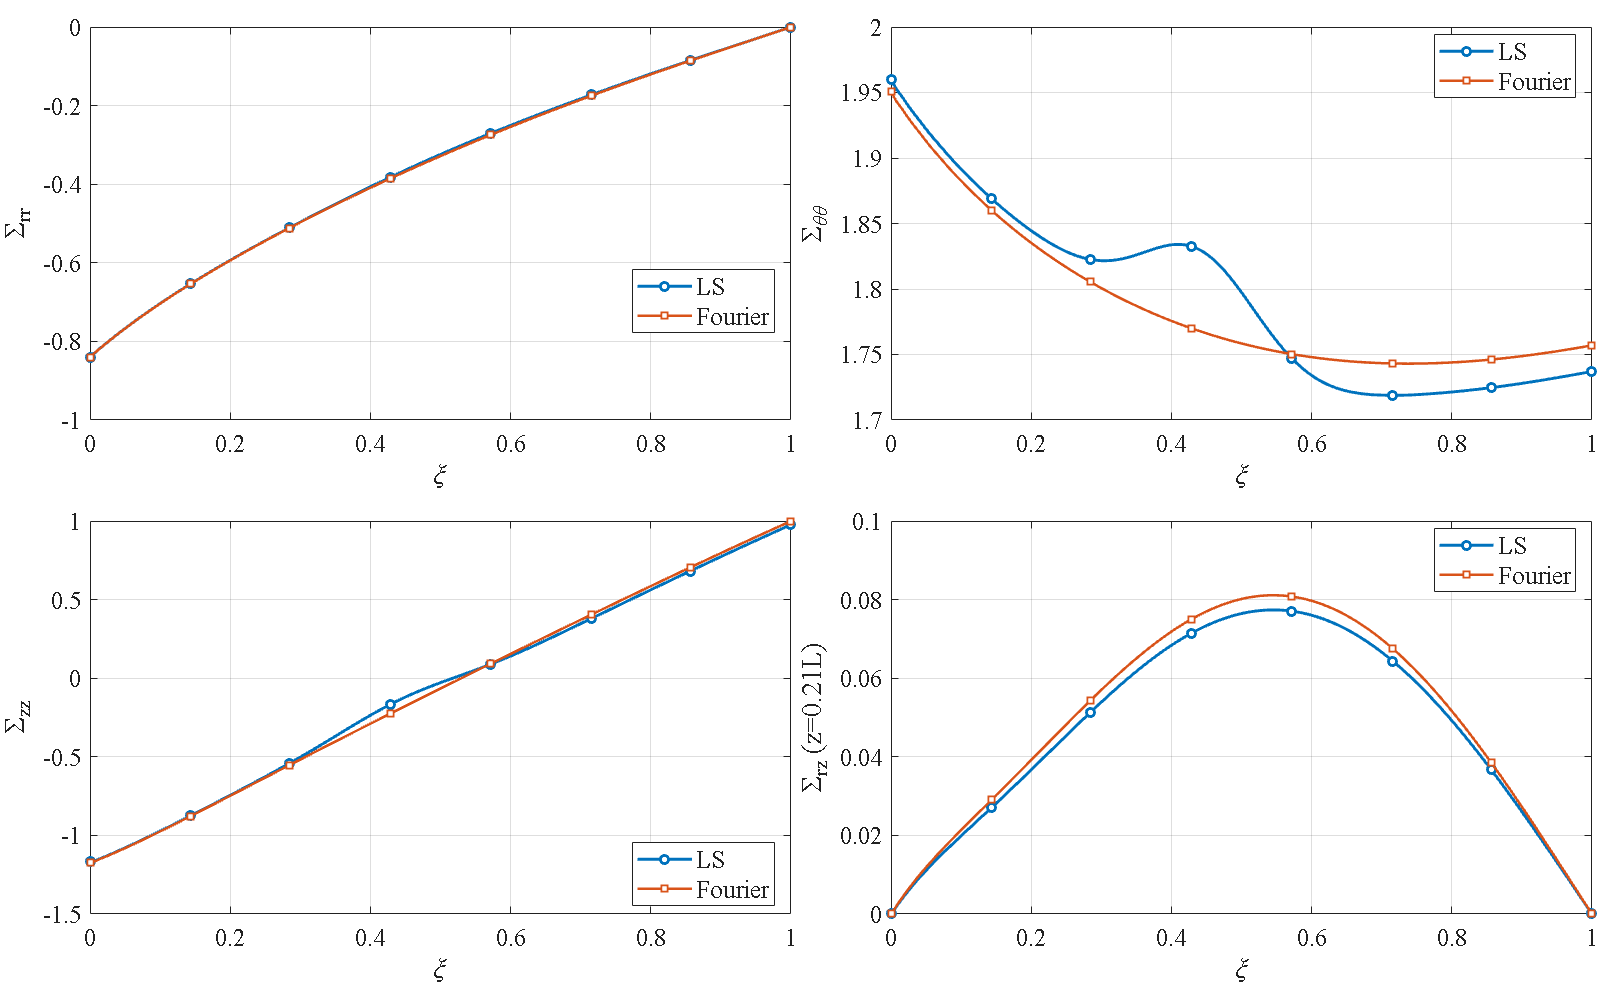 0
-0.2
-0.4
-0.6
-0.8
-1
Σrr
LS
Fourier
0 0.2 0.4 0.6 0.8 1
ξ
2
1.95
1.9
1.85
1.8
1.75
1.7
Σθθ
LS
Fourier
0 0.2 0.4 0.6 0.8 1
ξ
1
0.5
0
-0.5
-1
-1.5
Σzz
LS
Fourier
0 0.2 0.4 0.6 0.8 1
ξ
0.1
0.08
0.06
0.04
0.02
0
Σrz (z=0.21L)
LS
Fourier
0 0.2 0.4 0.6 0.8 1
ξ